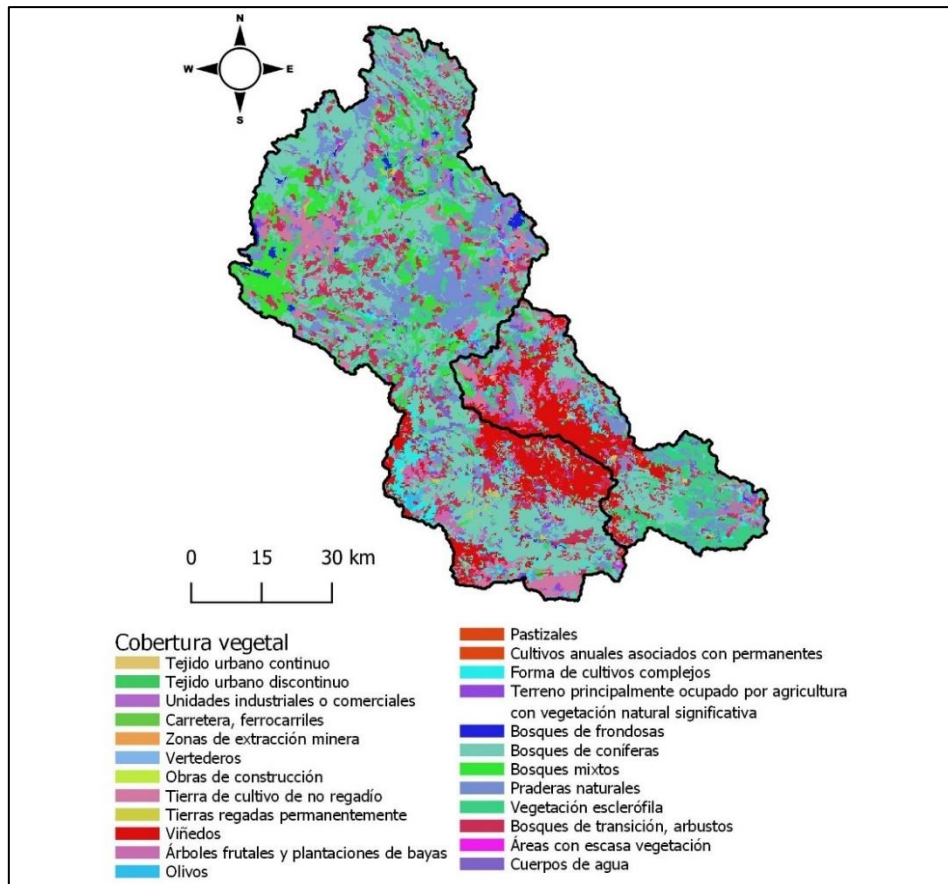 N
W E
S
0 15 30 km
Cobertura vegetal
Tejido urbano continuo
Tejido urbano discontinuo
Unidades industriales o comerciales
Carretera, ferrocarriles
Zonas de extracción minera
Vertederos
Obras de construcción
Tierra de cultivo de no regadío
Tierras regadas permanentemente
Viñedos
Árboles frutales y plantaciones de bayas
Olivos
Pastizales
Cultivos anuales asociados con permanentes
Forma de cultivos complejos
Terreno principalmente ocupado por agricultura
con vegetación natural significativa
Bosques de frondosas
Bosques de coníferas
Bosques mixtos
Praderas naturales
Vegetación esclerófila
Bosques de transición, arbustos
Áreas con escasa vegetación
Cuerpos de agua